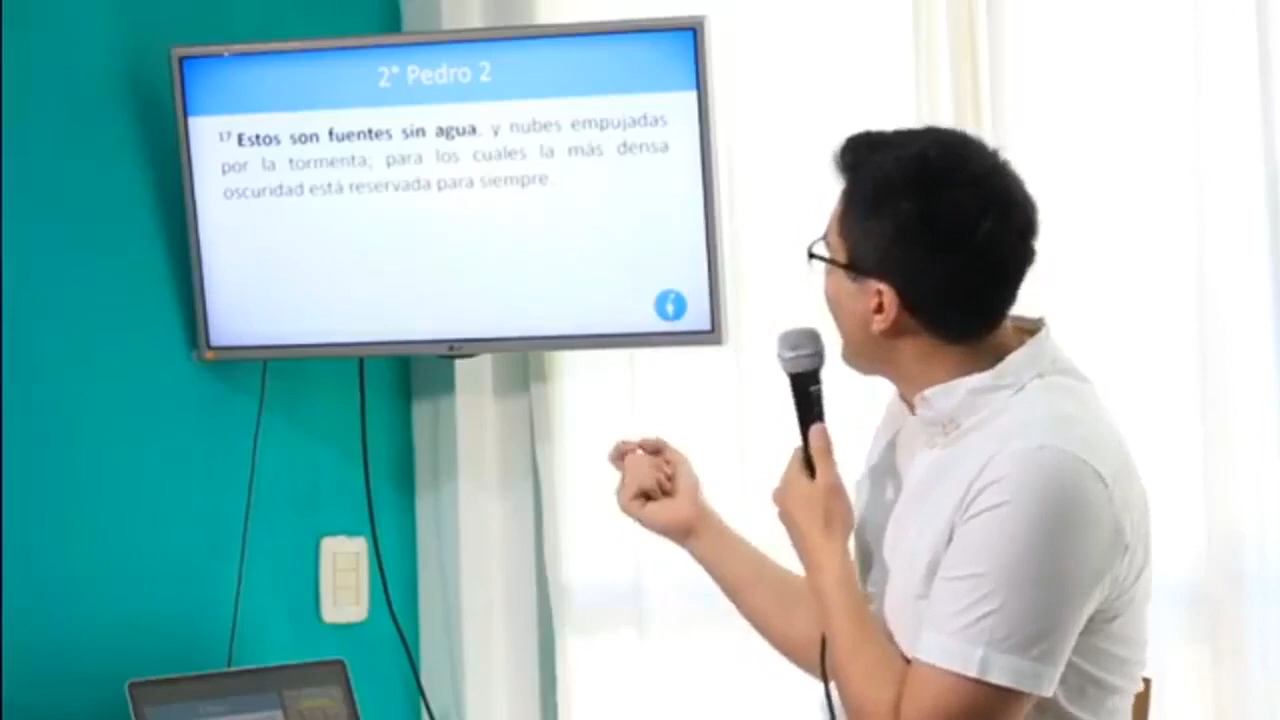 2° Pedro 2
17 Estos son fuentes sin agua, y nubes empujadas
por la tormenta; para los cuales la más densa
oscuridad está reservada para siempre.
LG